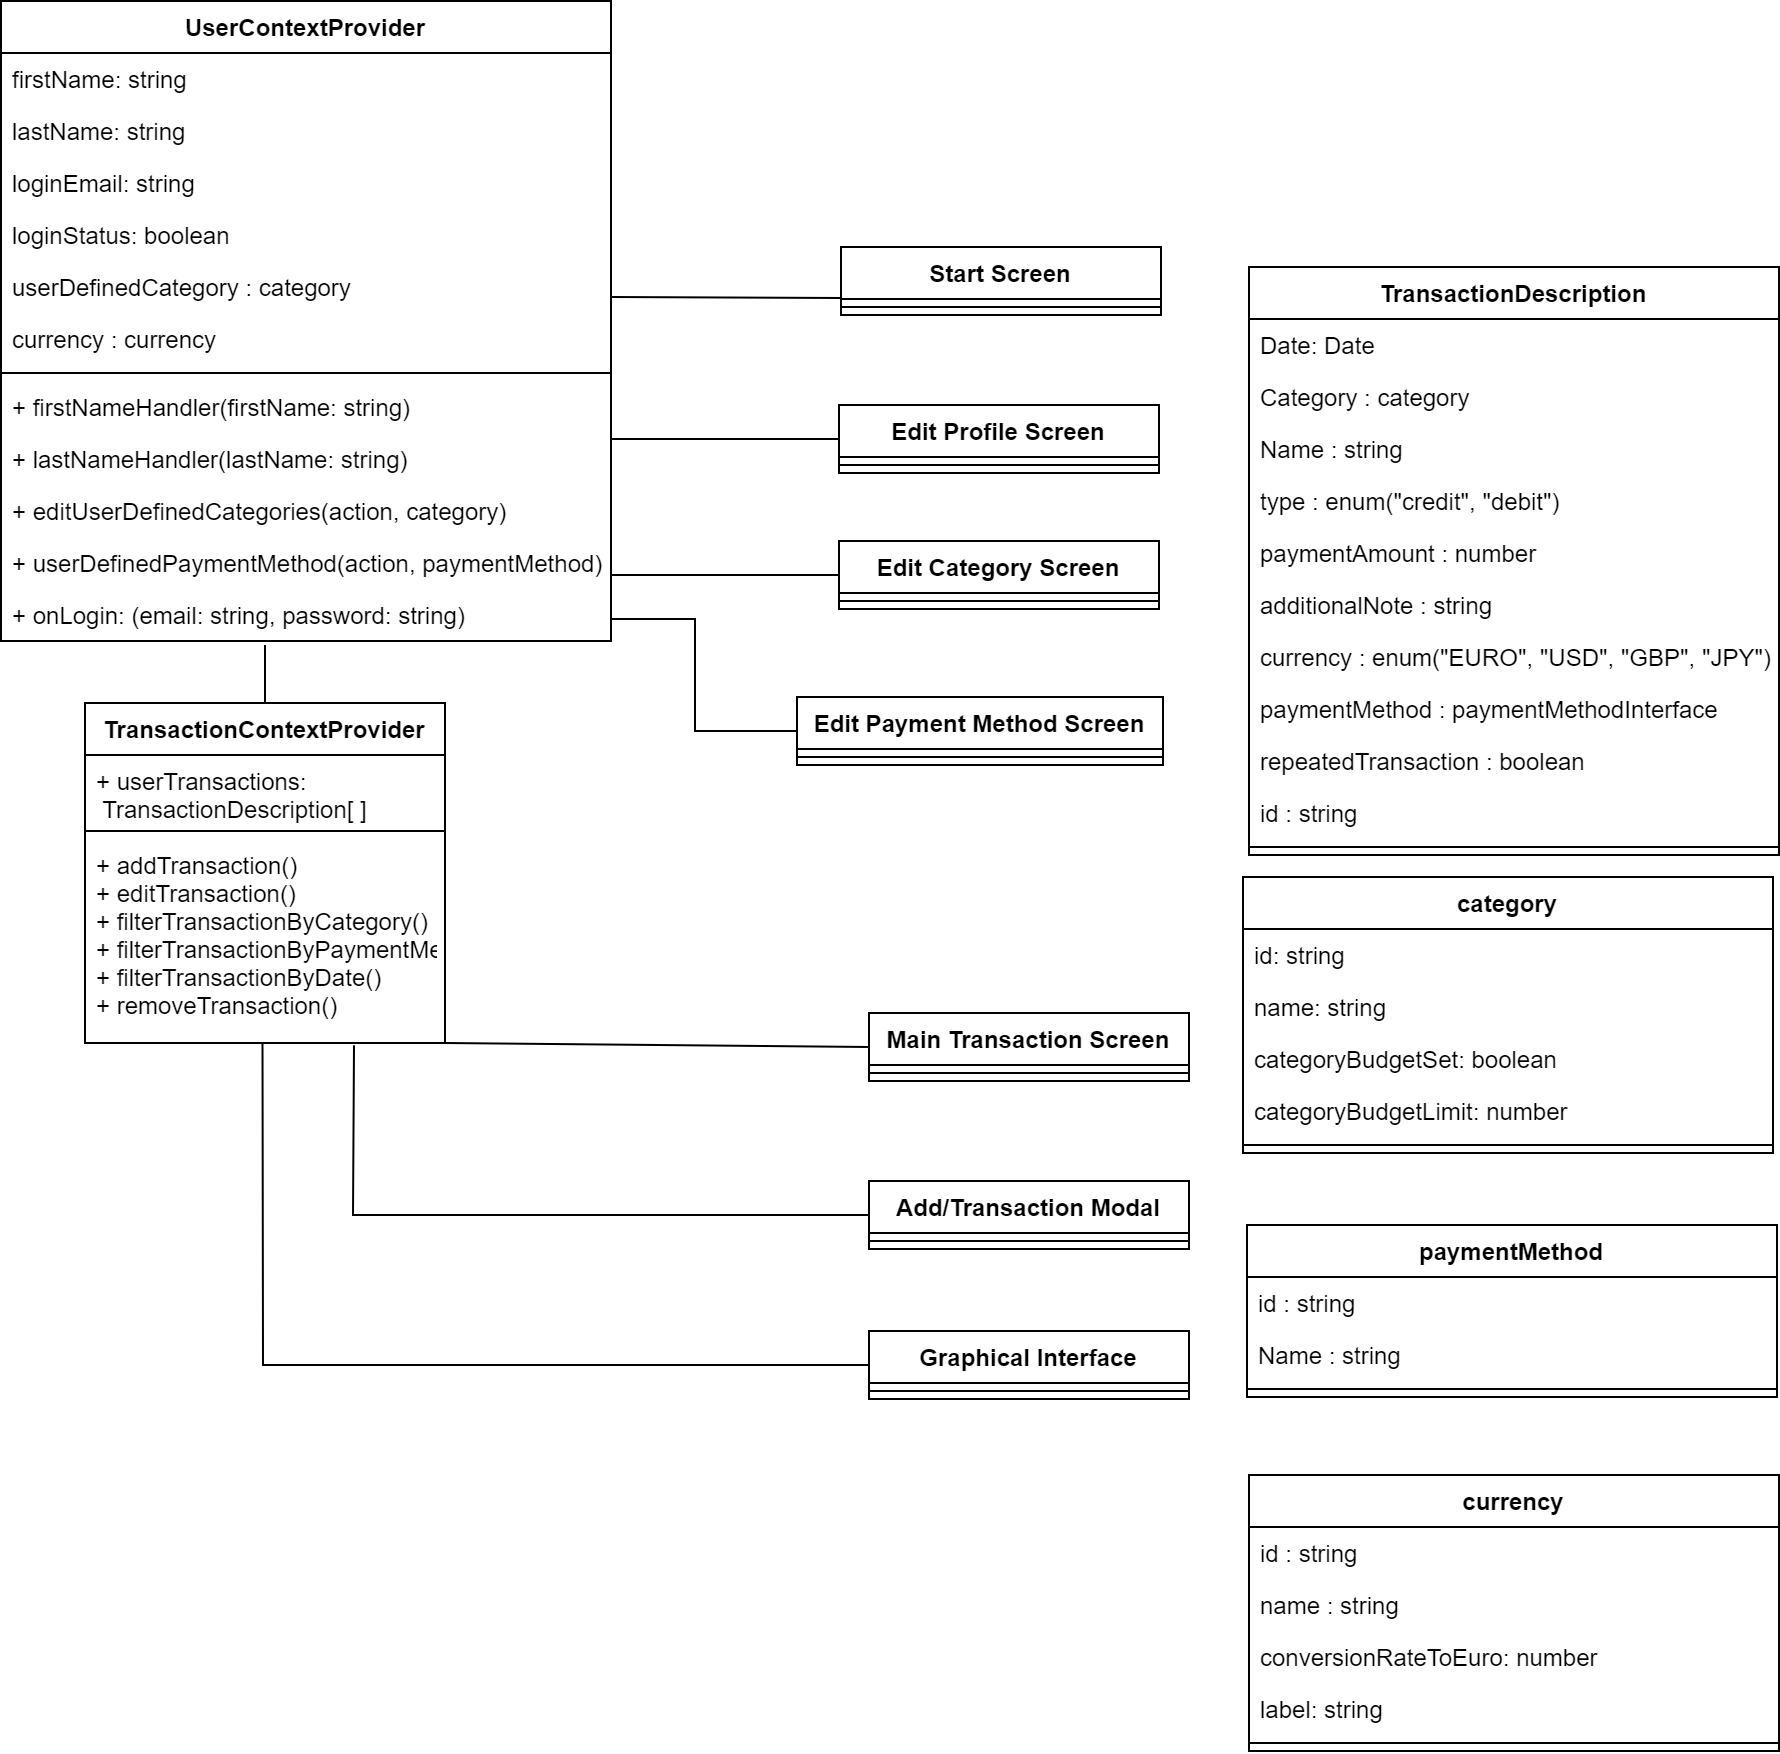 UserContextProvider
firstName: string
lastName: string
loginEmail: string
loginStatus: boolean
userDefinedCategory : category
currency : currency
+ firstNameHandler(firstName: string)
+ lastNameHandler(lastName: string)
+ editUserDefinedCategories(action, category)
+ userDefinedPaymentMethod(action, paymentMethod)
+ onLogin: (email: string, password: string)
TransactionContextProvider
+ userTransactions:
TransactionDescription[ ]
+ addTransaction()
+ editTransaction()
+ filterTransactionByCategory()
+ filterTransactionByPaymentMe
+ filterTransactionByDate()
+ removeTransaction()
Start Screen
Edit Profile Screen
Edit Category Screen
Edit Payment Method Screen
Main Transaction Screen
Add/Transaction Modal
Graphical Interface
TransactionDescription
Date: Date
Category : category
Name : string
type : enum("credit", "debit")
paymentAmount : number
additionalNote : string
currency : enum("EURO", "USD", "GBP", "JPY")
paymentMethod : paymentMethodInterface
repeatedTransaction : boolean
id : string
category
id: string
name: string
categoryBudgetSet: boolean
categoryBudgetLimit: number
paymentMethod
id : string
Name : string
currency
id : string
name : string
conversionRateToEuro: number
label: string